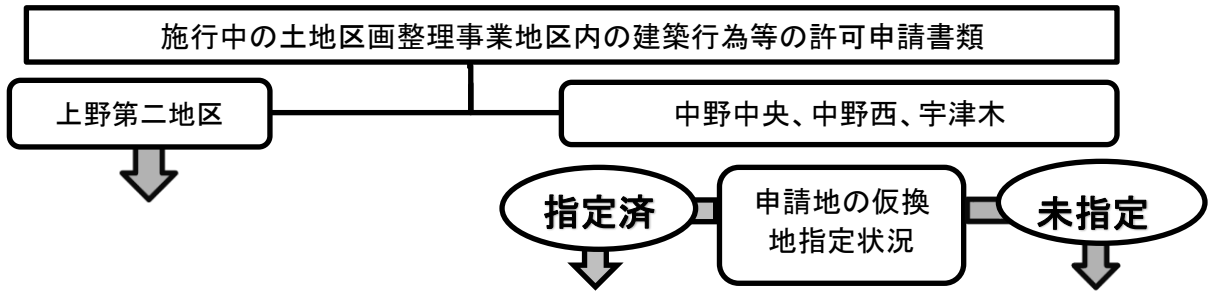 施行中の土地区画整理事業地区内の建築行為等の許可申請書類
上野第二地区
中野中央、中野西、宇津木
指定済
申請地の仮換
地指定状況
未指定